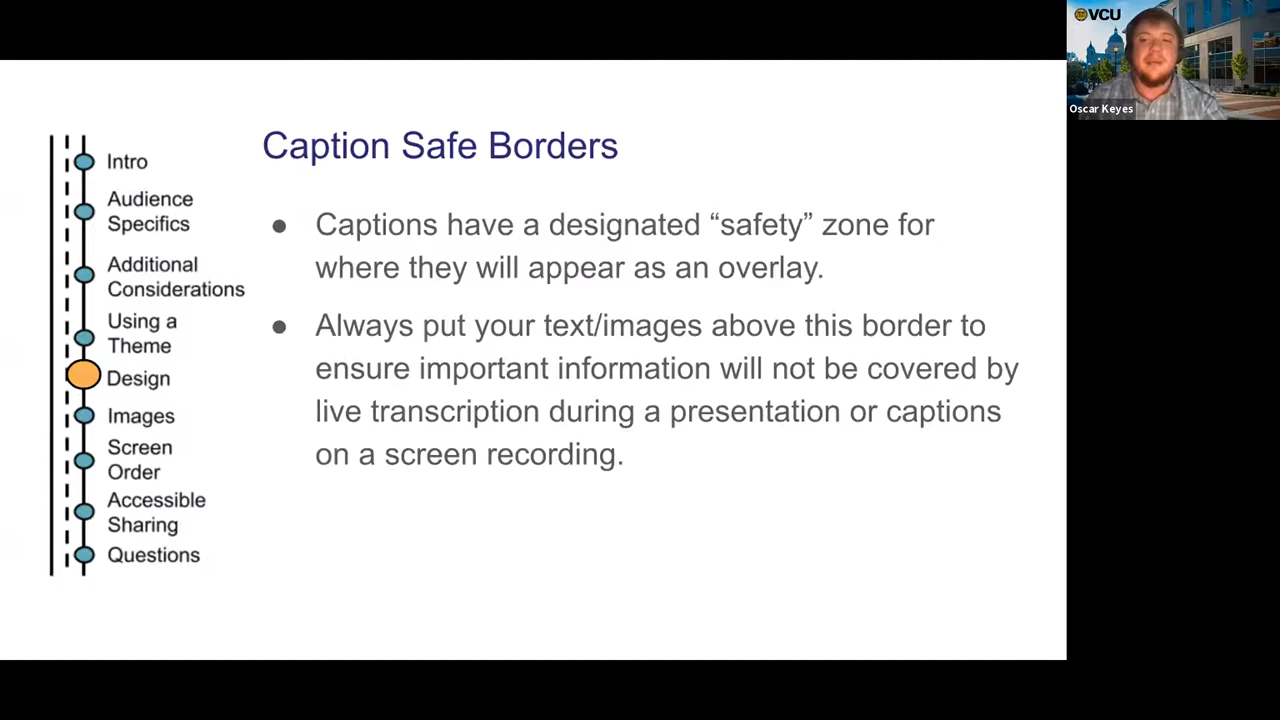 VCU
Oscar Keyes
Caption Safe Borders
Intro
Audience
Specifics
Additional
Considerations
Using a
Theme
Design
Images
Screen
Order
Accessible
Sharing
Questions
● Captions have a designated “safety” zone for
where they will appear as an overlay.
● Always put your text/images above this border to
ensure important information will not be covered by
live transcription during a presentation or captions
on a screen recording.